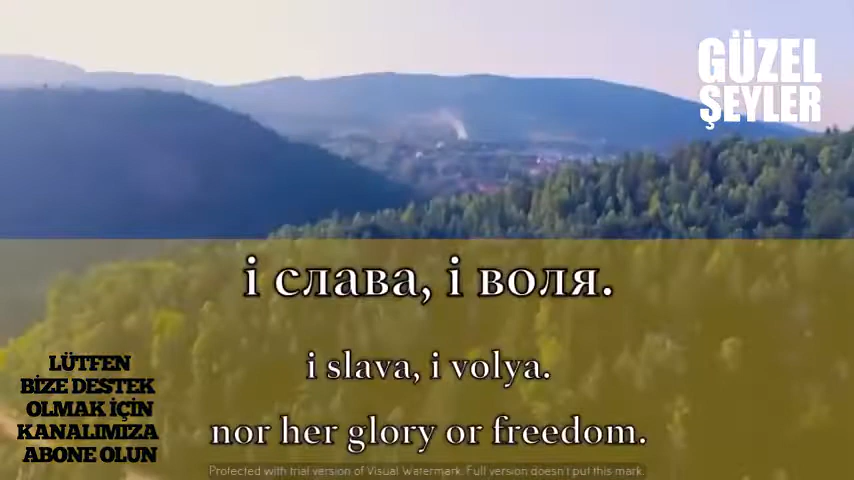 GÜZEL
ŞEYLER
і слава, і воля.
i slava, i volya.
nor her glory or freedom.
LÜTFEN
BİZE DESTEK
OLMAK İÇİN
KANALIMIZA
ABONE OLUN
Protected with trial version of Visual Watermark. Full version doesn't put this mark.